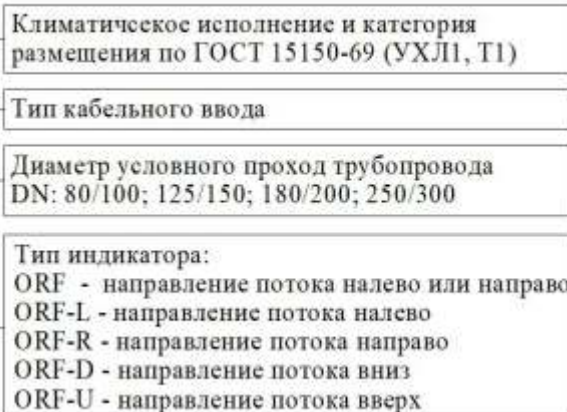 Климатичсекое исполнение и категория
размещения по ГОСТ 15150-69 (УХЛ1, Т1)
Тип кабельного ввода
Диаметр условного проход трубопровода
DN: 80/100; 125/150; 180/200; 250/300
Тип индикатора:
ORF - направление потока налево или направо
ORF-L - направление потока налево
ORF-R - направление потока направо
ORF-D - направление потока вниз
ORF-U - направление потока вверх